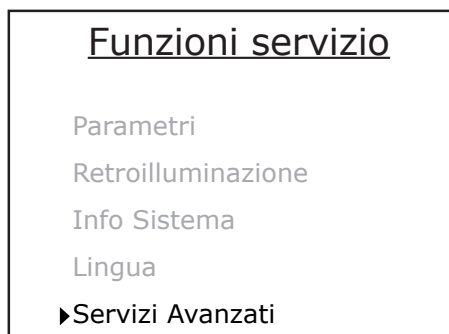 Funzioni servizio
Parametri
Retroilluminazione
Info Sistema
Lingua
Servizi Avanzati